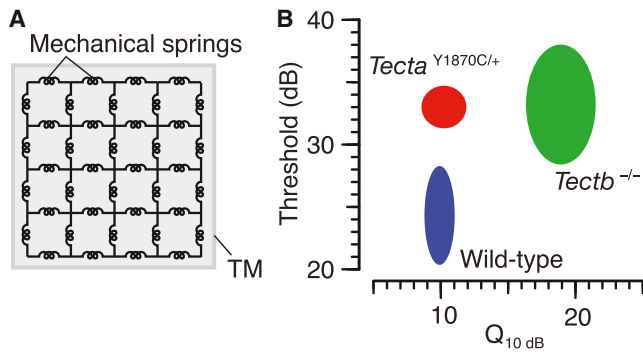 A
Mechanical springs
TM
B
Threshold (dB)
40
30
20
10
20
Q10 dB
Tecta Y1870C/+
Tectb –/–
Wild-type